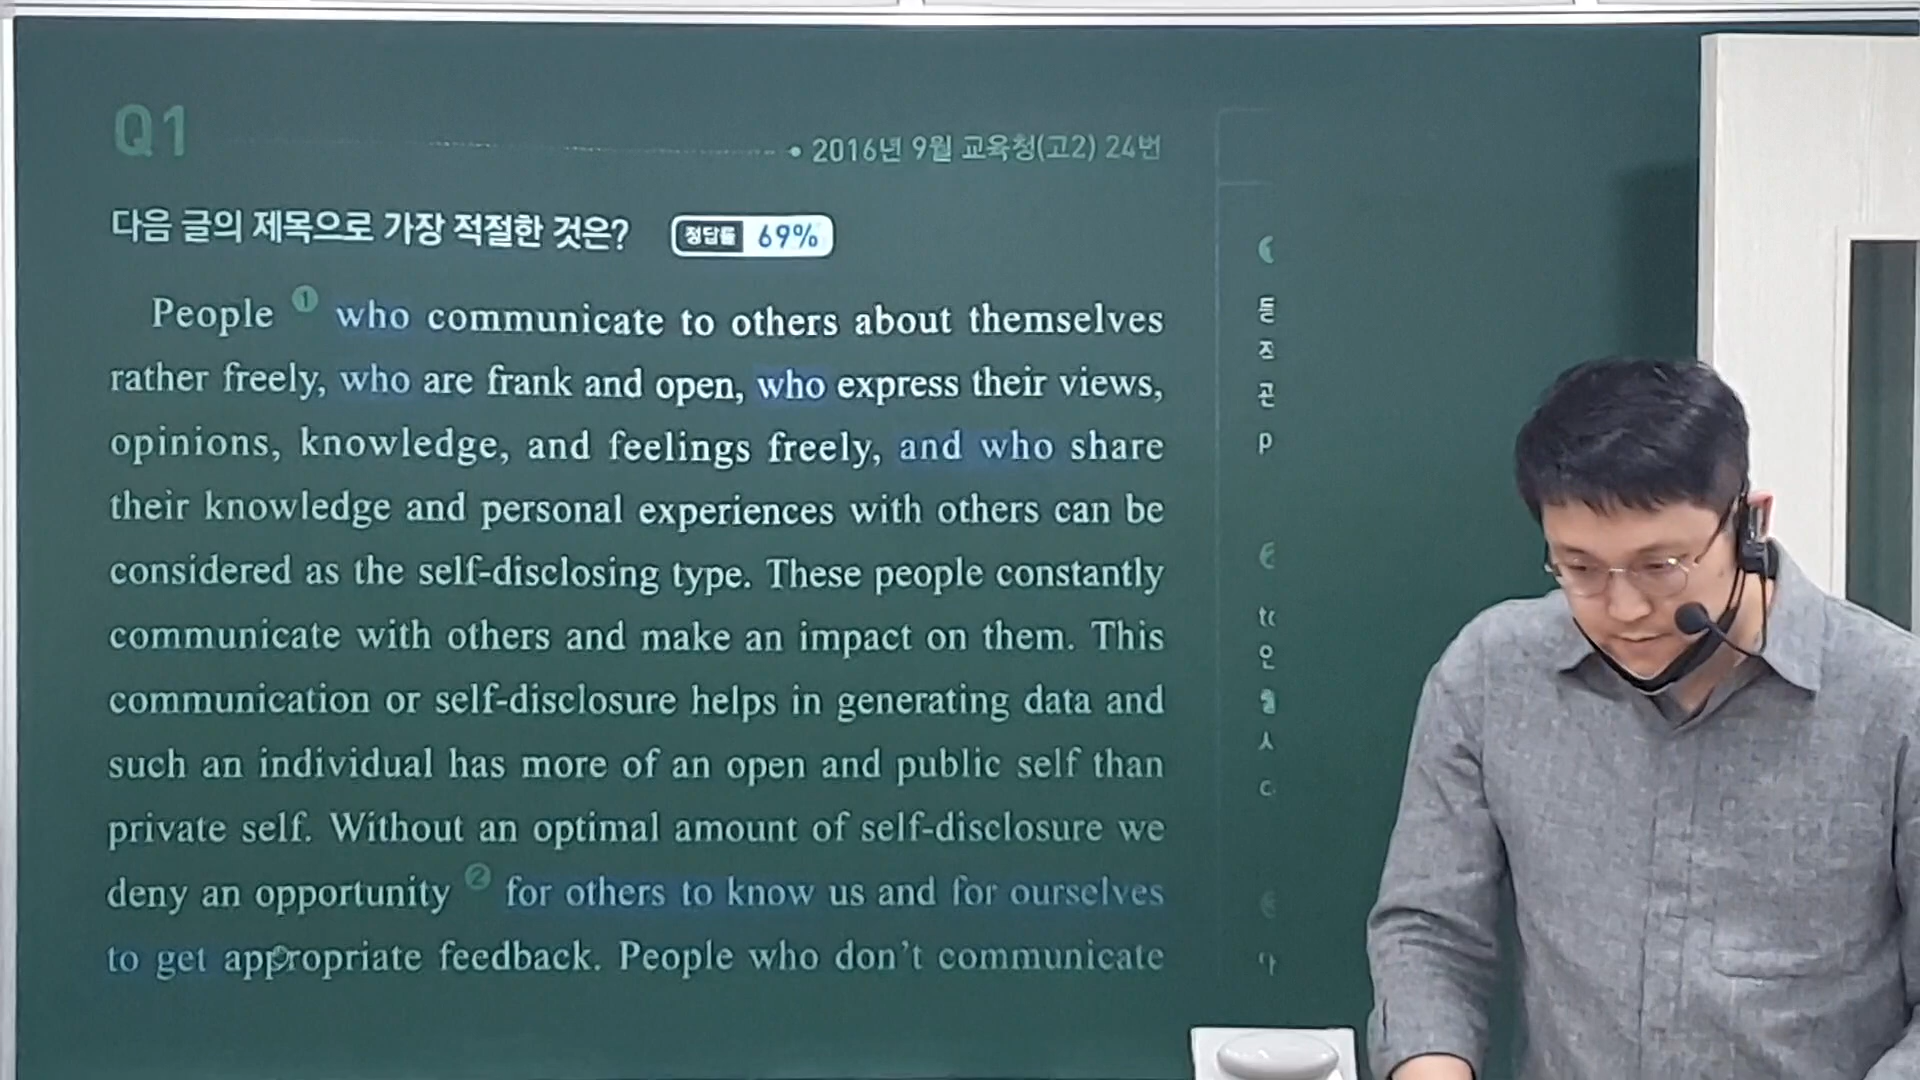 Q1
2016년 9월 교육청(고2) 24번
다음 글의 제목으로 가장 적절한 것은? 정답률 69%
People ① who communicate to others about themselves
rather freely, who are frank and open, who express their views,
opinions, knowledge, and feelings freely, and who share
their knowledge and personal experiences with others can be
considered as the self-disclosing type. These people constantly
communicate with others and make an impact on them. This
communication or self-disclosure helps in generating data and
such an individual has more of an open and public self than
private self. Without an optimal amount of self-disclosure we
deny an opportunity ② for others to know us and for ourselves
to get appropriate feedback. People who don't communicate